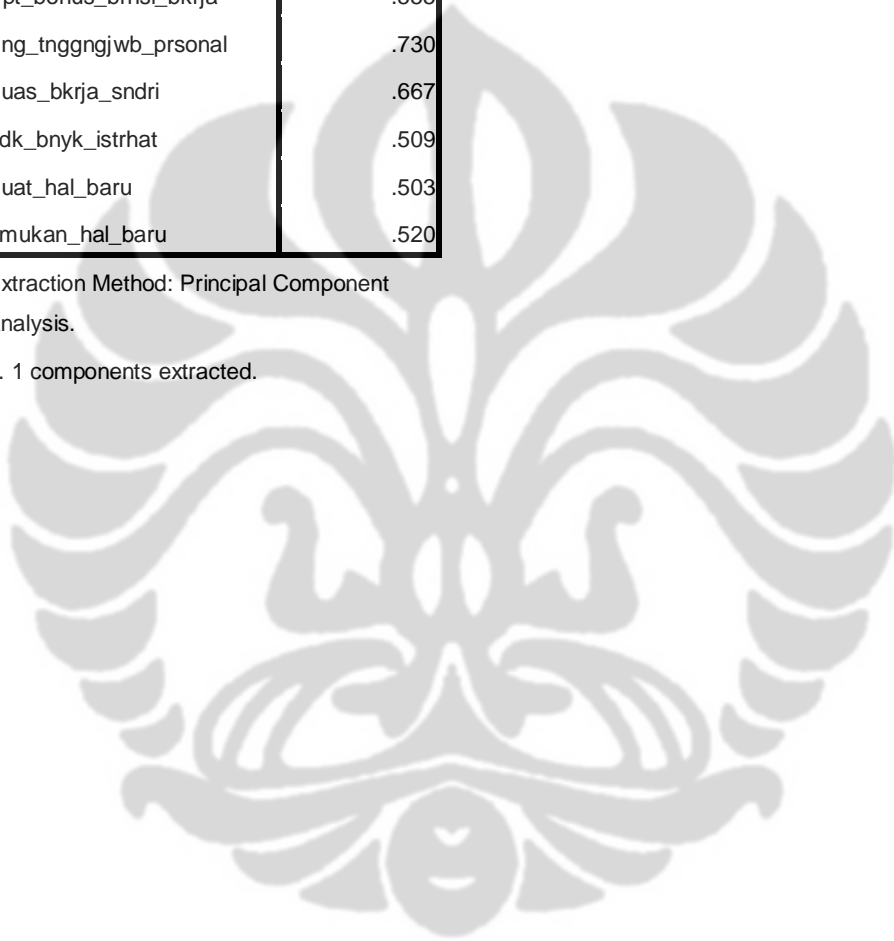 ng_tnggngjwb_prsonal .730
uas_bkrja_sndri .667
dk_bnyk_istrhat .509
uat_hal_baru .503
mukan_hal_baru .520
xtraction Method: Principal Component
nalysis.
. 1 components extracted.